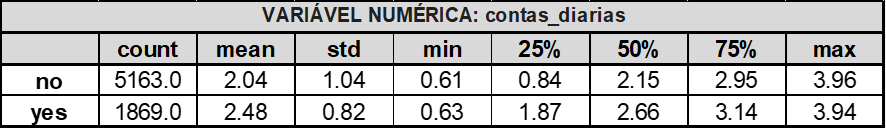 VARIÁVEL NUMÉRICA: contas_diarias
count mean std min 25% 50% 75% max
no 5163.0 2.04 1.04 0.61 0.84 2.15 2.95 3.96
yes 1869.0 2.48 0.82 0.63 1.87 2.66 3.14 3.94